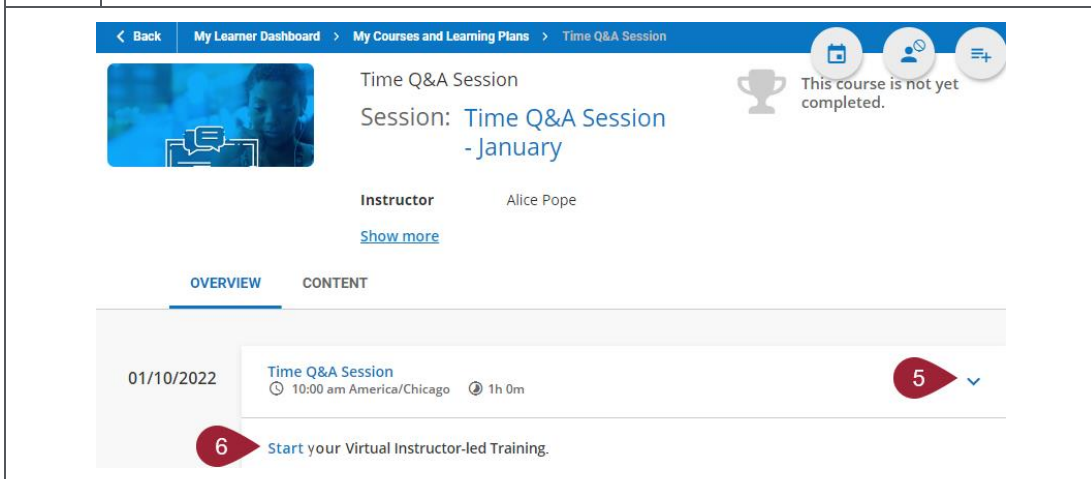 Back My Learner Dashboard > My Courses and Learning Plans > Time Q&A Session
Time Q&A Session
This course is not yet
completed.
Session: Time Q&A Session
- January
Instructor Alice Pope
Show more
OVERVIEW CONTENT
01/10/2022
Time Q&A Session
10:00 am America/Chicago 1h 0m
5
6
Start your Virtual Instructor-led Training.